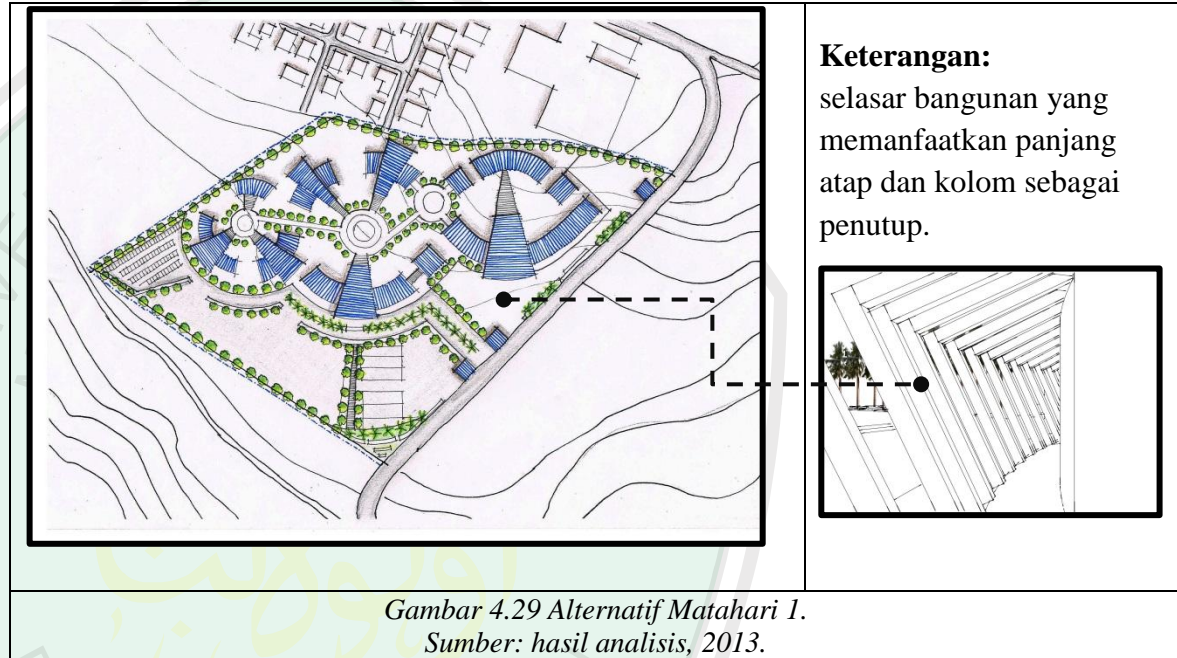 Keterangan:
selasar bangunan yang
memanfaatkan panjang
atap dan kolom sebagai
penutup.
Gambar 4.29 Alternatif Matahari 1.
Sumber: hasil analisis, 2013.